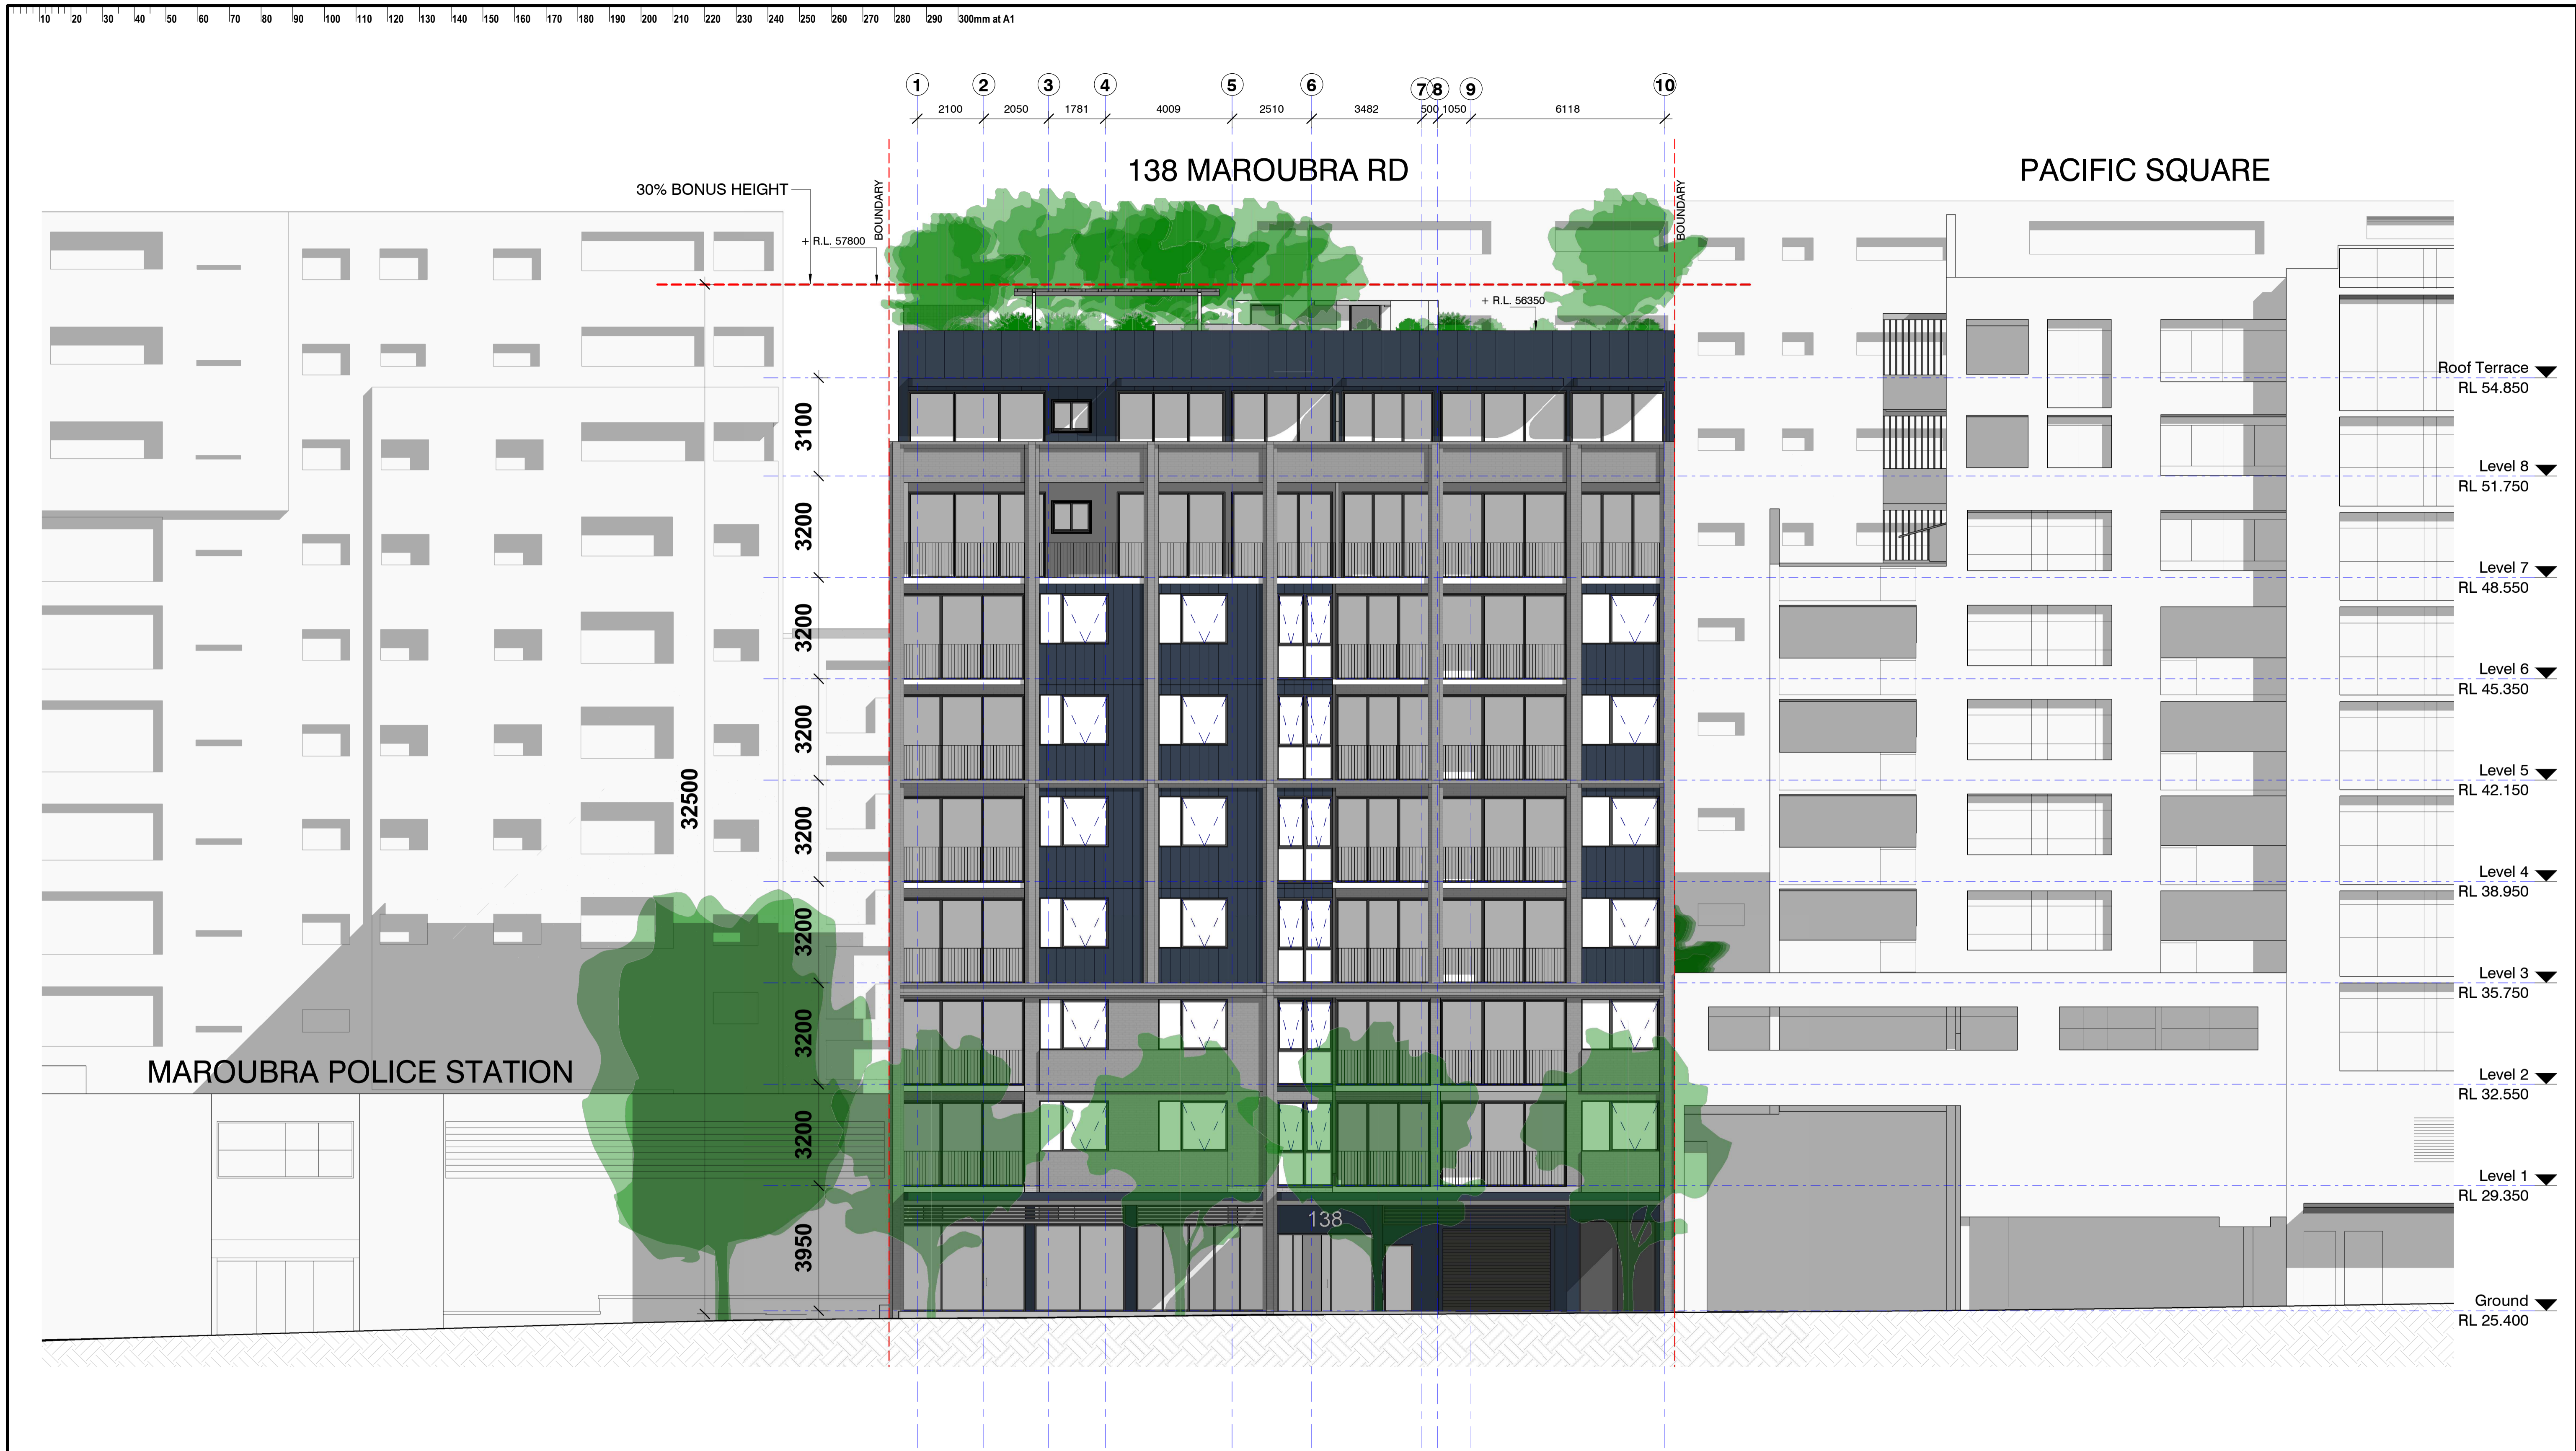 10 20 30 40 50 60 70 80 90 100 110 120 130 140 150 160 170 180 190 200 210 220 230 240 250 260 270 280 290 300mm at A1
1 2 3 4 5 6 7 8 9 10
2100 2050 1781 4009 2510 3482 500 1050 6118
138 MAROUBRA RD
PACIFIC SQUARE
30% BONUS HEIGHT
BOUNDARY
BOUNDARY
+ R.L. 57800
+ R.L. 56350
Roof Terrace
RL 54.850
3100
Level 8
RL 51.750
3200
Level 7
RL 48.550
3200
Level 6
RL 45.350
3200
Level 5
RL 42.150
32500
3200
Level 4
RL 38.950
3200
Level 3
RL 35.750
3200
MAROUBRA POLICE STATION
Level 2
RL 32.550
3200
Level 1
RL 29.350
138
3950
Ground
RL 25.400